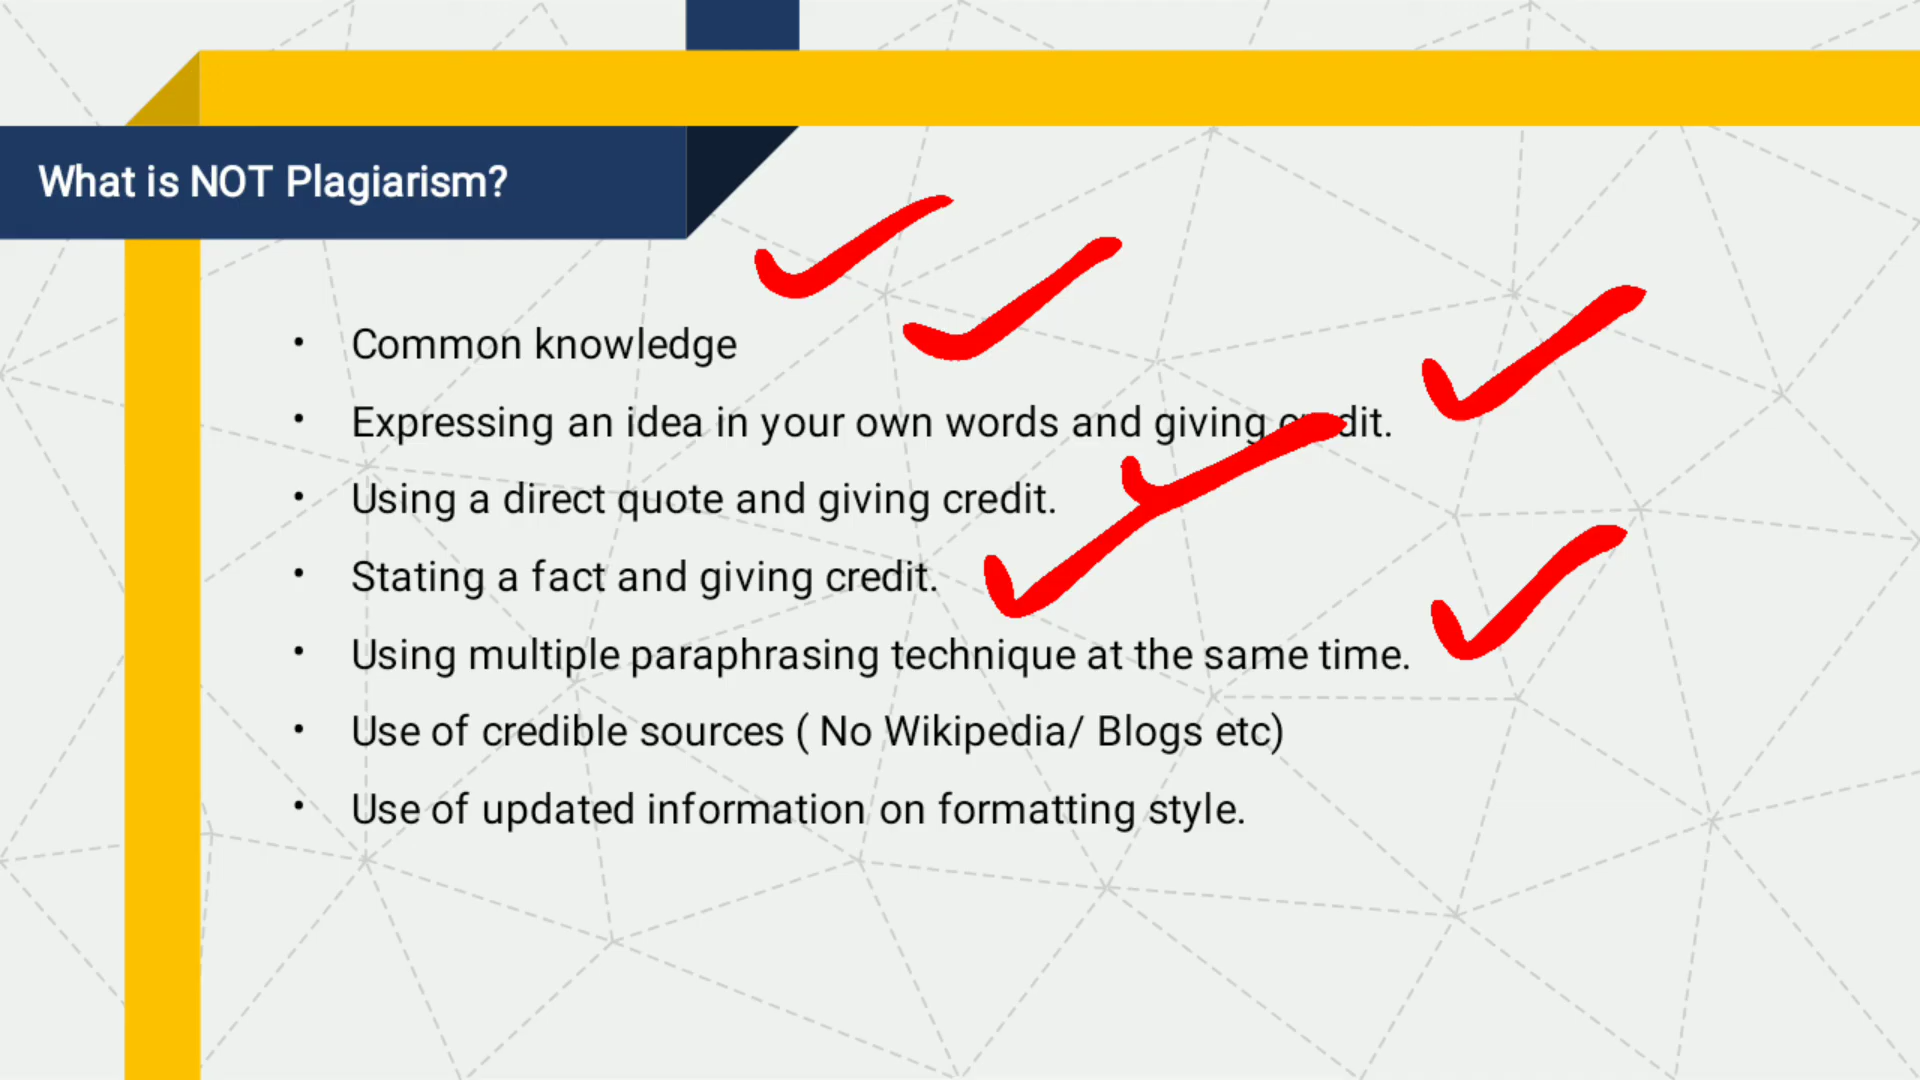 What is NOT Plagiarism?
• Common knowledge
• Expressing an idea in your own words and giving credit.
• Using a direct quote and giving credit.
• Stating a fact and giving credit.
• Using multiple paraphrasing technique at the same time.
• Use of credible sources ( No Wikipedia/ Blogs etc)
• Use of updated information on formatting style.